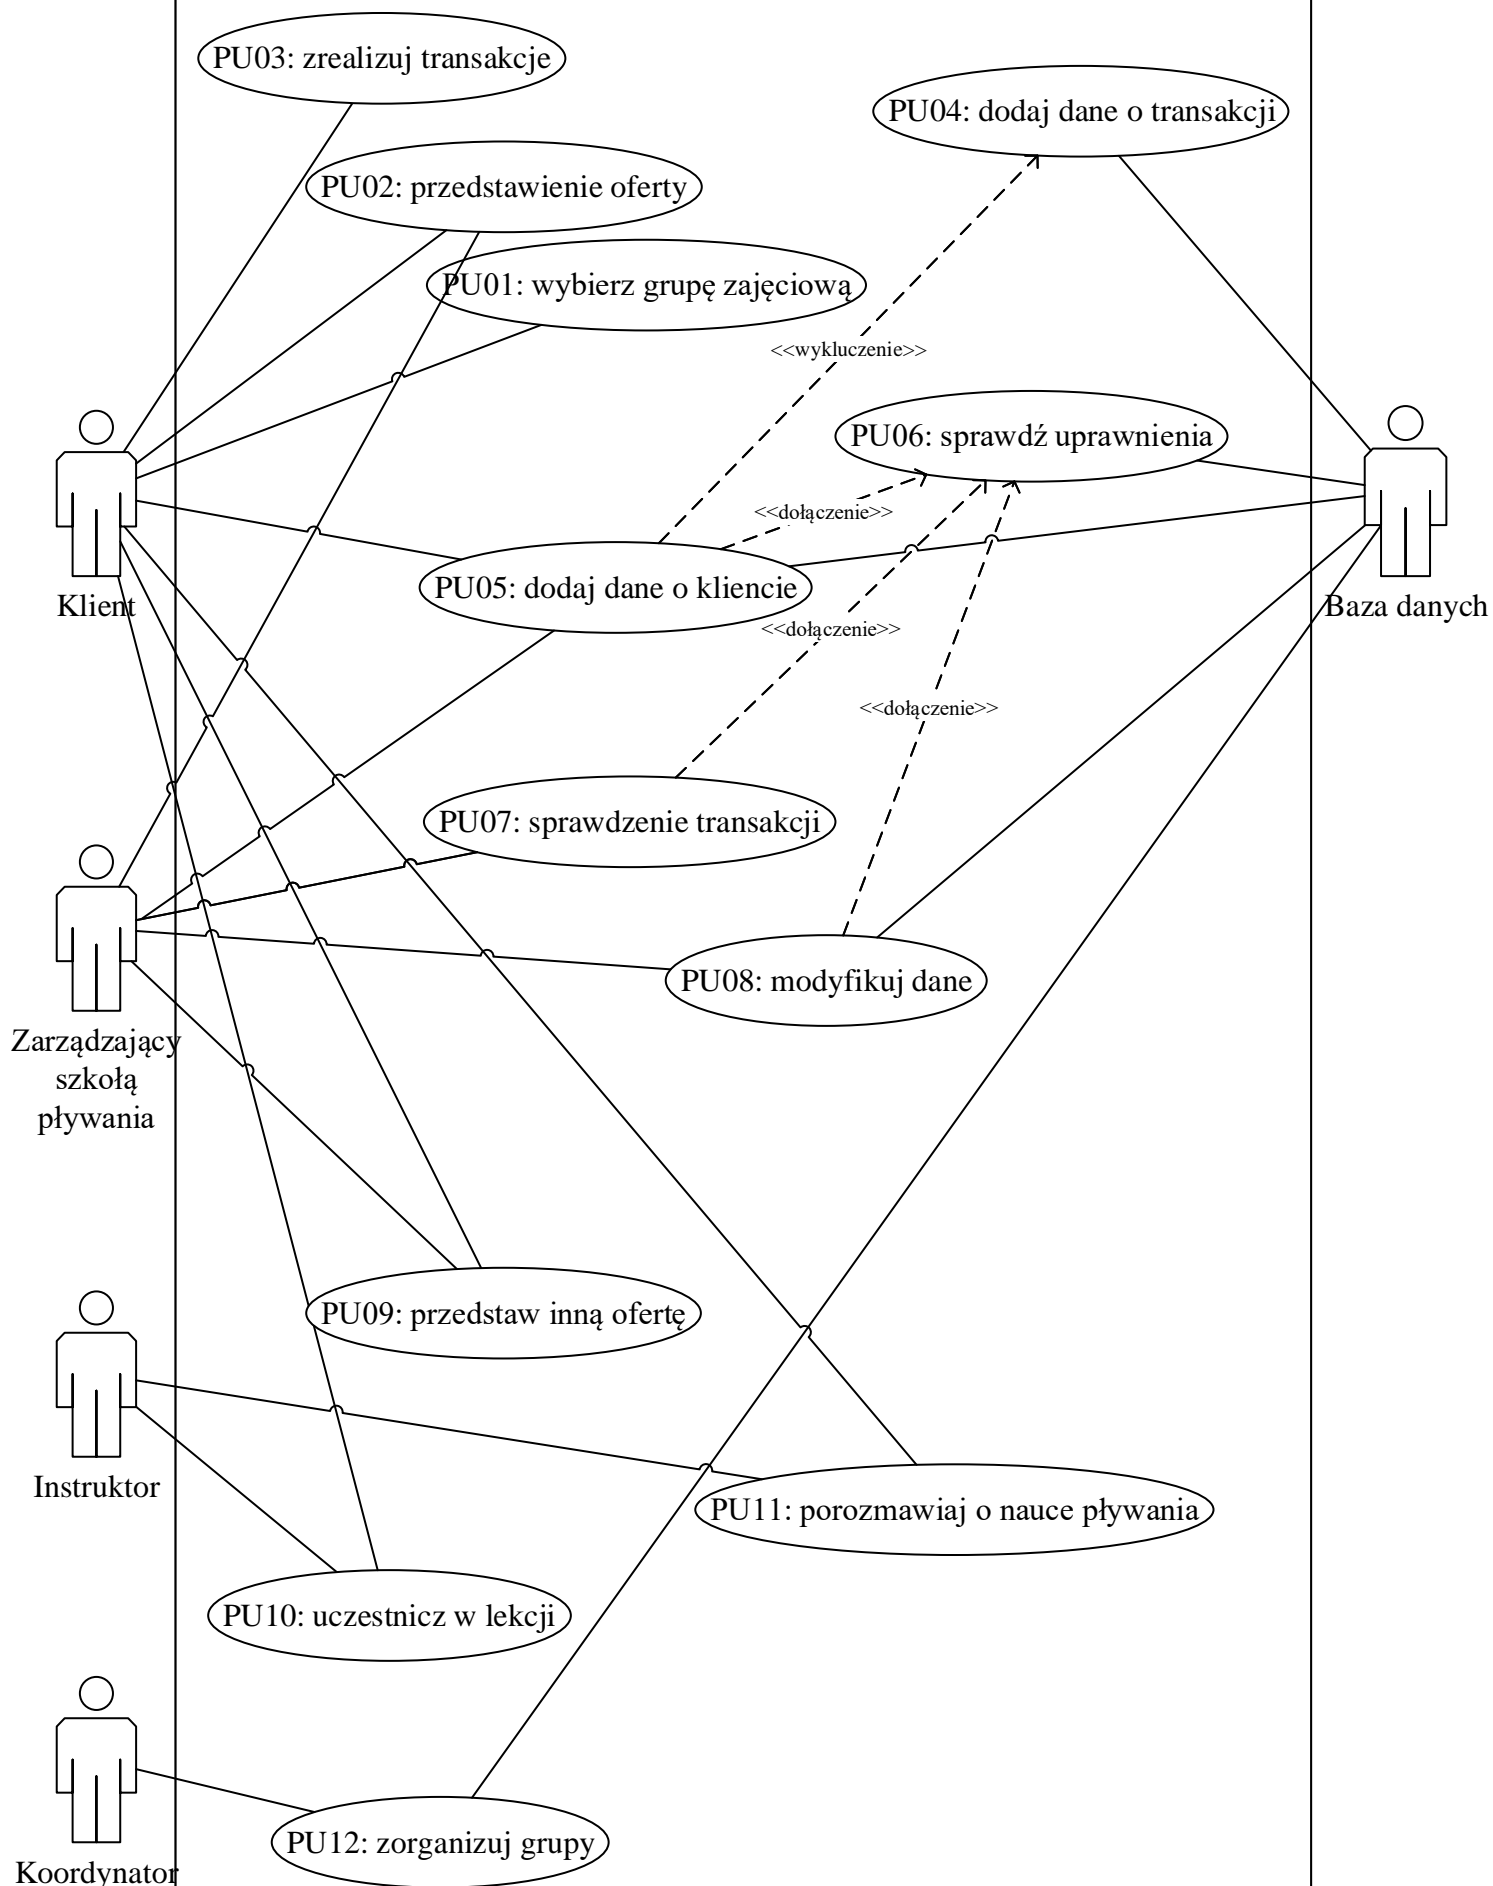 PU03: zrealizuj transakcje
PU04: dodaj dane o transakcji
PU02: przedstawienie oferty
PU01: wybierz grupę zajęciową
<<wykluczenie>>
PU06: sprawdź uprawnienia
<<dołączenie>>
PU05: dodaj dane o kliencie
Klient
Baza danych
<<dołączenie>>
<<dołączenie>>
PU07: sprawdzenie transakcji
PU08: modyfikuj dane
Zarządzający
szkołą
pływania
PU09: przedstaw inną ofertę
Instruktor
PU11: porozmawiaj o nauce pływania
PU10: uczestnicz w lekcji
PU12: zorganizuj grupy
Koordynator